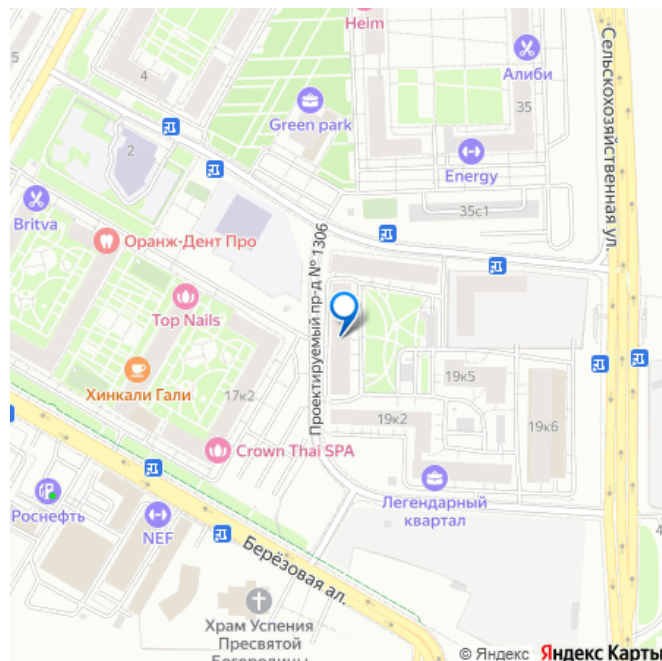 Heim
5
4
Алиби
35
Green park
2
Energy
Сельскохозяйственная ул.
Britva
35с1
Оранж-Дент Про
Проектируемый пр-д № 1306
Top Nails
Хинкали Гали
17к2
19к5
19к2
19к6
Crown Thai SPA
Легендарный
квартал
Роснефть
NEF
4
Берёзовая ал.
Храм Успения
Пресвятой
Богородицы
© Яндекс Яндекс Карты